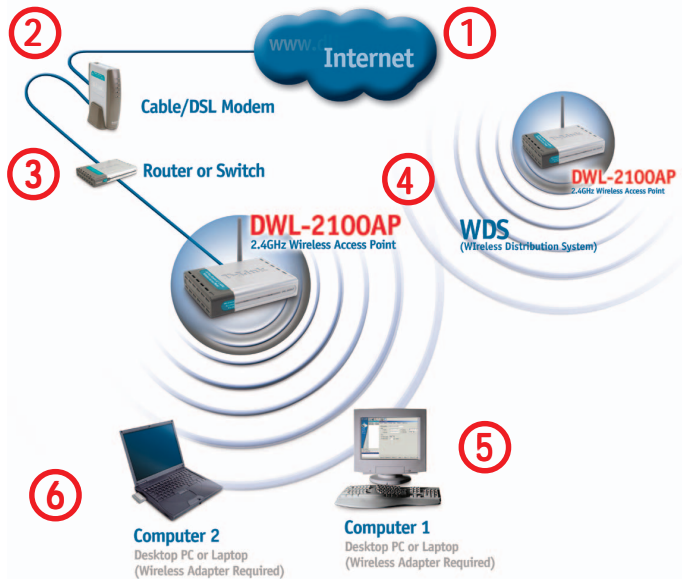 2
www.d
Internet
1
Cable/DSL Modem
3
Router or Switch
4
DWL-2100AP
2.4GHz Wireless Access Point
DWL-2100AP
2.4GHz Wireless Access Point
WDS
(WIreless Distribution System)
D-Link
5
6
Computer 2
Desktop PC or Laptop
(Wireless Adapter Required)
Computer 1
Desktop PC or Laptop
(Wireless Adapter Required)